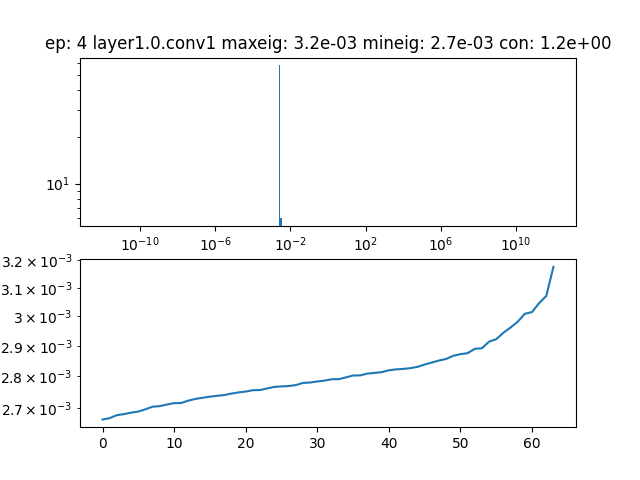 ep: 4 layer1.0.conv1 maxeig: 3.2e-03 mineig: 2.7e-03 con: 1.2e+00
10¹
10⁻¹⁰ 10⁻⁶ 10⁻² 10² 10⁶ 10¹⁰
3.2 × 10⁻³
3.1 × 10⁻³
3 × 10⁻³
2.9 × 10⁻³
2.8 × 10⁻³
2.7 × 10⁻³
0 10 20 30 40 50 60